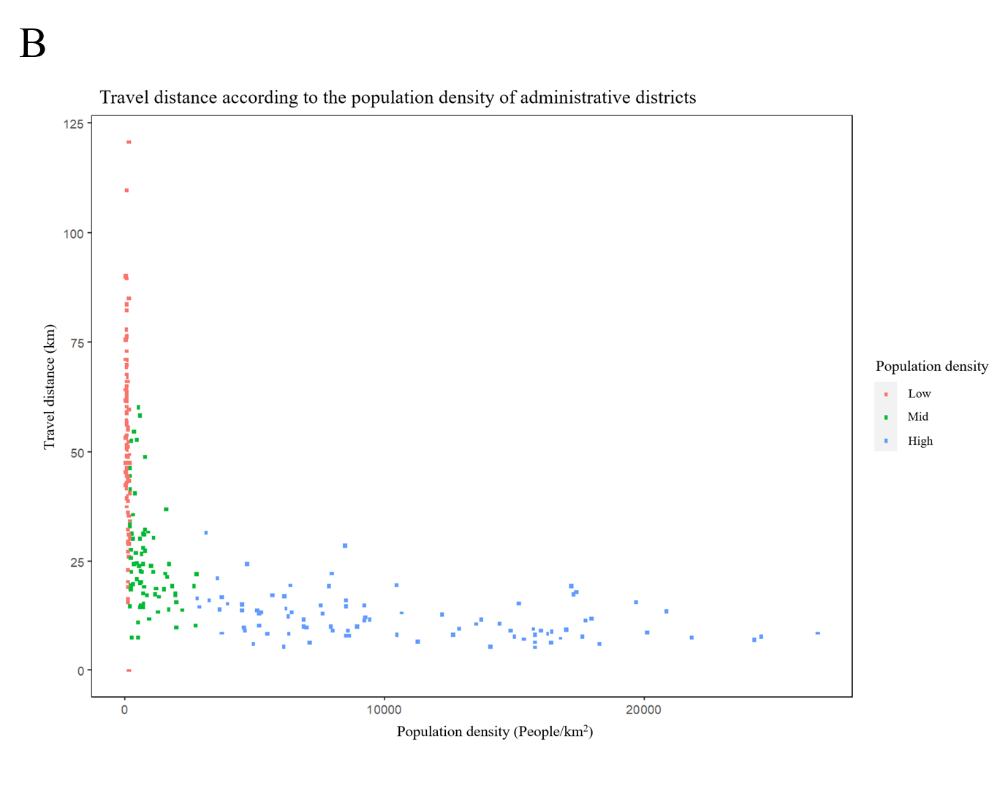 B
Travel distance according to the population density of administrative districts
125
100
75
50
25
0
Travel distance (km)
0 10000 20000
Population density (People/km²)
Population density
Low
Mid
High